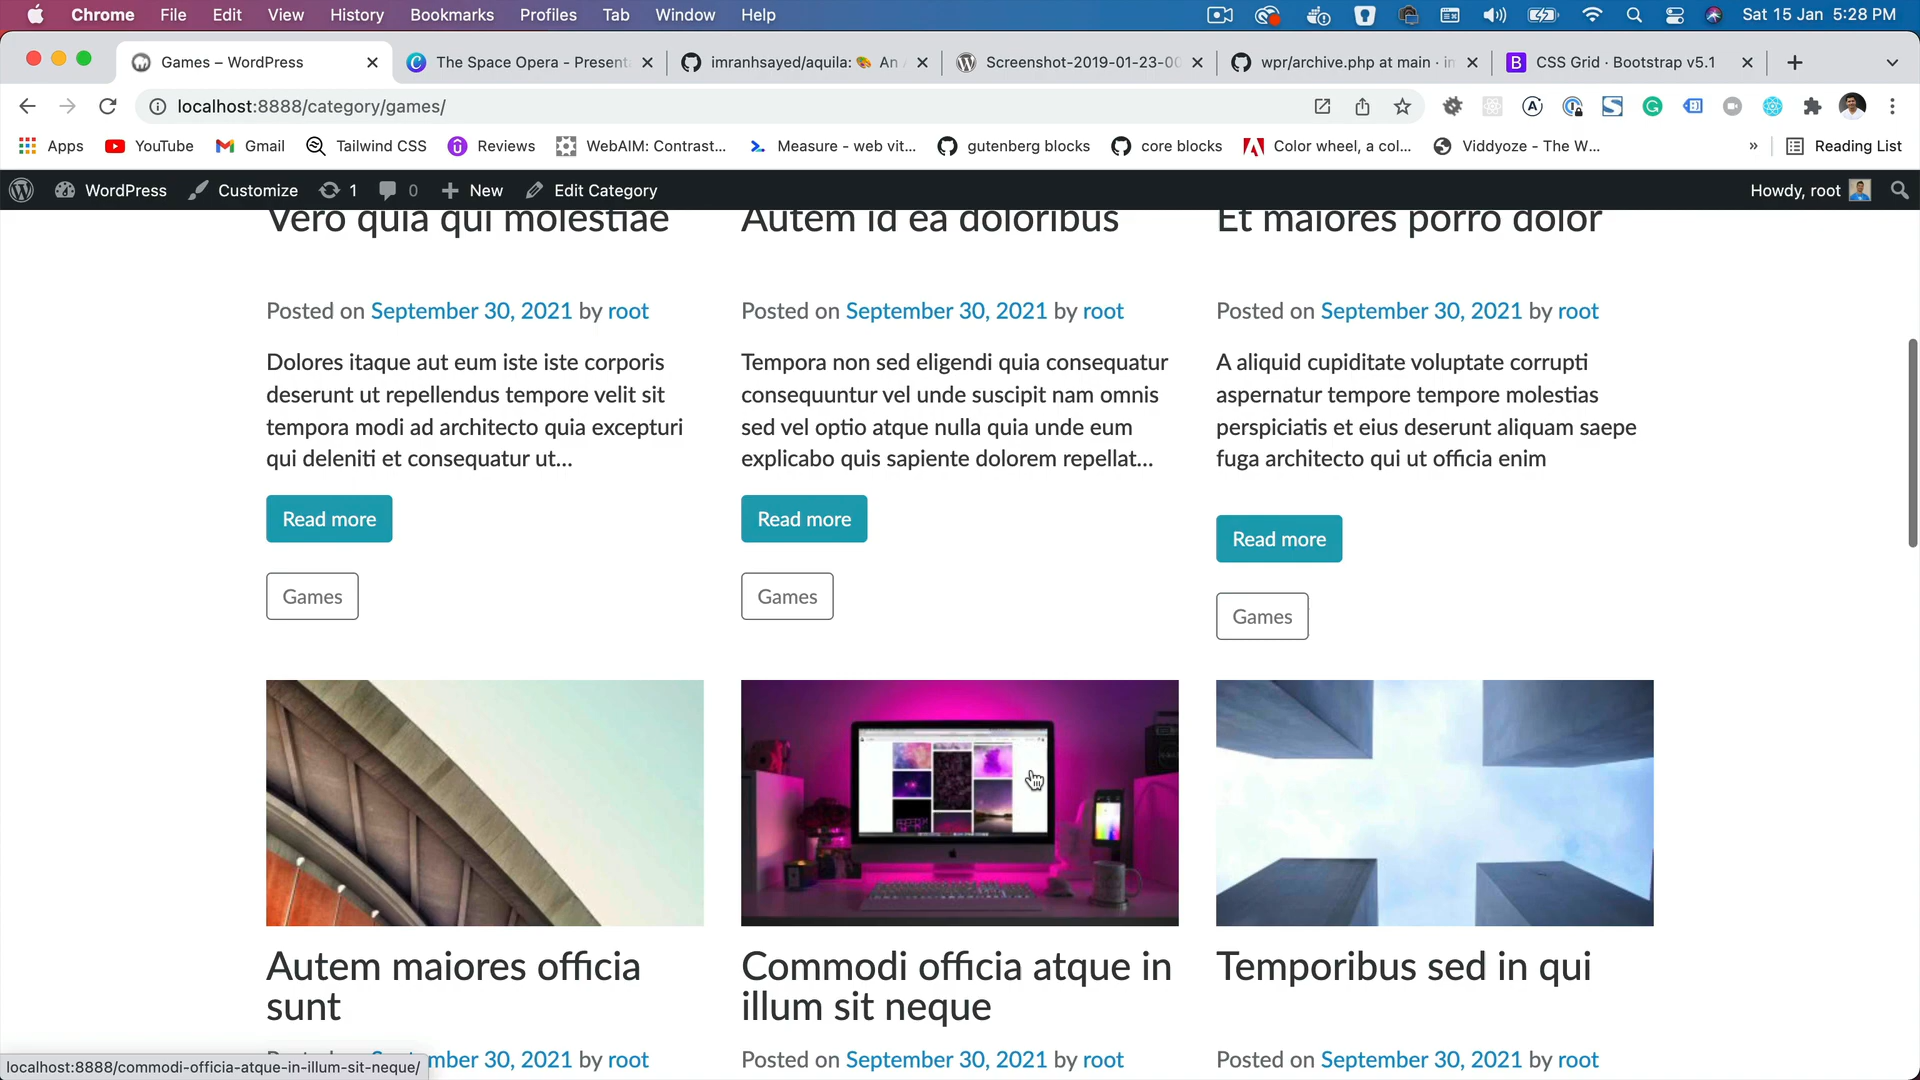 Chrome File Edit View History Bookmarks Profiles Tab Window Help Sat 15 Jan 5:28 PM
Games – WordPress
The Space Opera - Present
imranhsayed/aquila: 🎨 An
Screenshot-2019-01-23-00
wpr/archive.php at main · i
CSS Grid · Bootstrap v5.1
localhost:8888/category/games/
Apps YouTube Gmail Tailwind CSS Reviews WebAIM: Contrast... Measure - web vit... gutenberg blocks core blocks Color wheel, a col... Viddyoze - The W... » Reading List
WordPress Customize 1 0 New Edit Category Howdy, root
Vero quia qui molestiae
Autem id ea doloribus
Et maiores porro dolor
Posted on September 30, 2021 by root
Posted on September 30, 2021 by root
Posted on September 30, 2021 by root
Dolores itaque aut eum iste iste corporis
deserunt ut repellendus tempore velit sit
tempora modi ad architecto quia excepturi
qui deleniti et consequatur ut...
Tempora non sed eligendi quia consequatur
consequuntur vel unde suscipit nam omnis
sed vel optio atque nulla quia unde eum
explicabo quis sapiente dolorem repellat...
A aliquid cupiditate voluptate corrupti
aspernatur tempore tempore molestias
perspiciatis et eius deserunt aliquam saepe
fuga architecto qui ut officia enim
Read more
Read more
Read more
Games
Games
Games
Autem maiores officia
sunt
Commodi officia atque in
illum sit neque
Temporibus sed in qui
mber 30, 2021 by root
Posted on September 30, 2021 by root
Posted on September 30, 2021 by root
localhost:8888/commodi-officia-atque-in-illum-sit-neque/